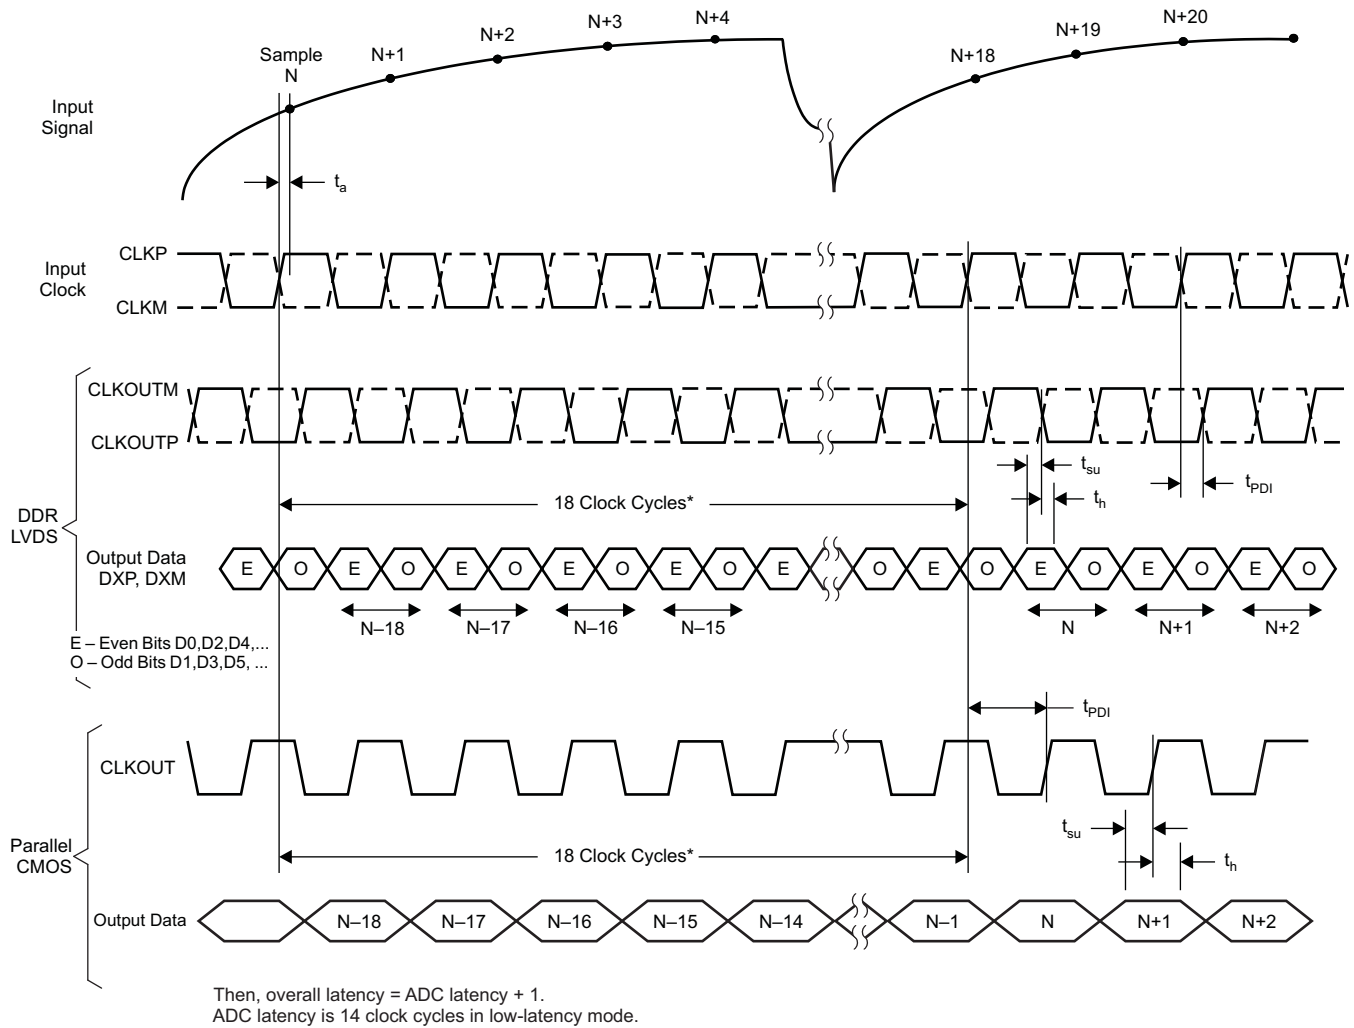 Sample
N
N+1
N+2
N+3
N+4
N+18
N+19
N+20
Input
Signal
ta
Input
Clock
CLKP
CLKM
CLKOUTM
CLKOUTP
tsu
th
tPDI
18 Clock Cycles*
DDR
LVDS
Output Data
DXP, DXM
E O E O E O E O E O E O E O E O E O E O
N–18 N–17 N–16 N–15 N N+1 N+2
E – Even Bits D0,D2,D4,...
O – Odd Bits D1,D3,D5, ...
tPDI
CLKOUT
Parallel
CMOS
tsu
th
18 Clock Cycles*
Output Data
N–18 N–17 N–16 N–15 N–14 N–1 N N+1 N+2
Then, overall latency = ADC latency + 1.
ADC latency is 14 clock cycles in low-latency mode.